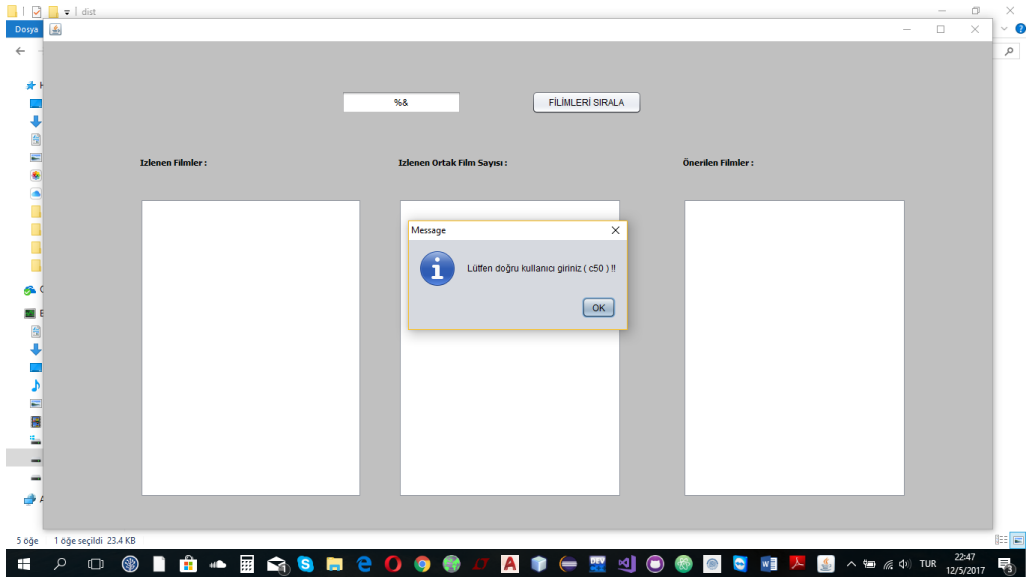 dist
Dosya
%&
FİLİMLERİ SIRALA
Izlenen Filmler :
Izlenen Ortak Film Sayısı :
Önerilen Filmler :
Message
Lütfen doğru kullanıcı giriniz ( c50 ) !!
OK
5 öğe 1 öğe seçildi 23.4 KB
TUR
22:47
12/5/2017